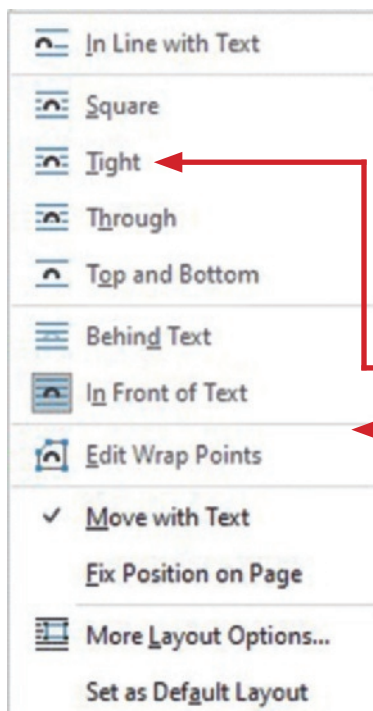 In Line with Text
Square
Tight
Through
Top and Bottom
Behind Text
In Front of Text
Edit Wrap Points
Move with Text
Fix Position on Page
More Layout Options...
Set as Default Layout